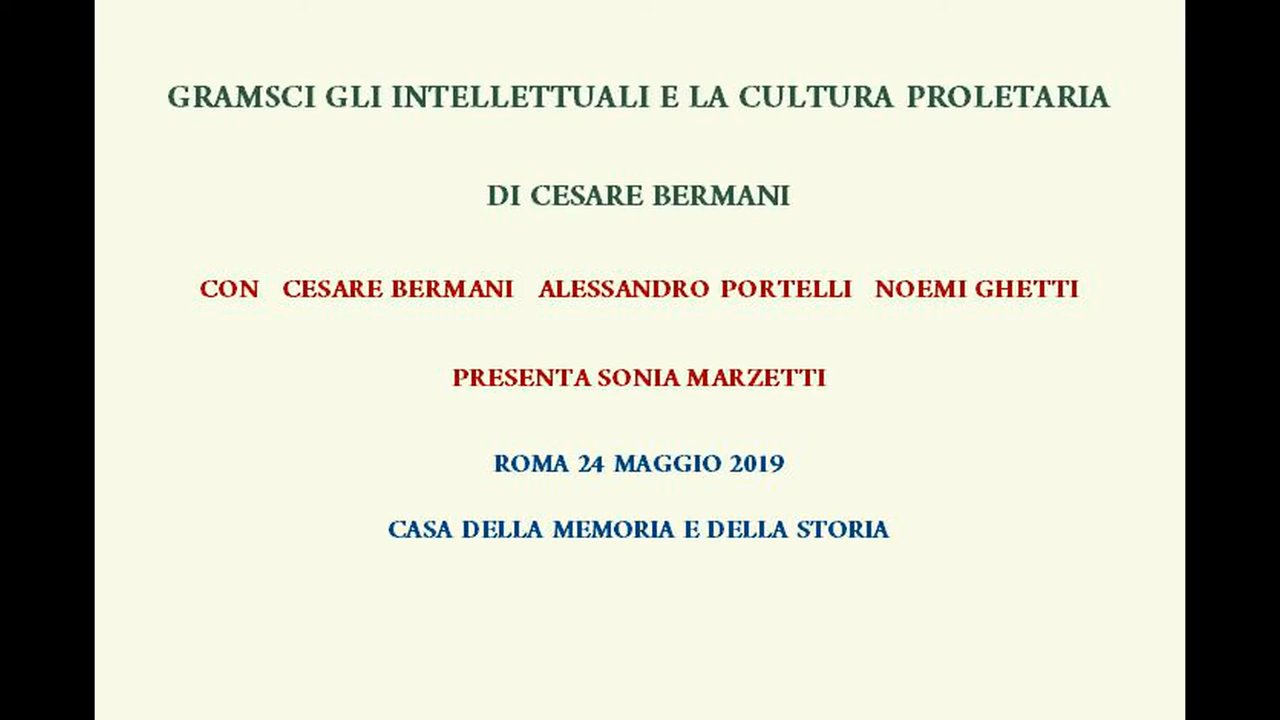 GRAMSCI GLI INTELLETTUALI E LA CULTURA PROLETARIA
DI CESARE BERMANI
CON CESARE BERMANI ALESSANDRO PORTELLI NOEMI GHETTI
PRESENTA SONIA MARZETTI
ROMA 24 MAGGIO 2019
CASA DELLA MEMORIA E DELLA STORIA